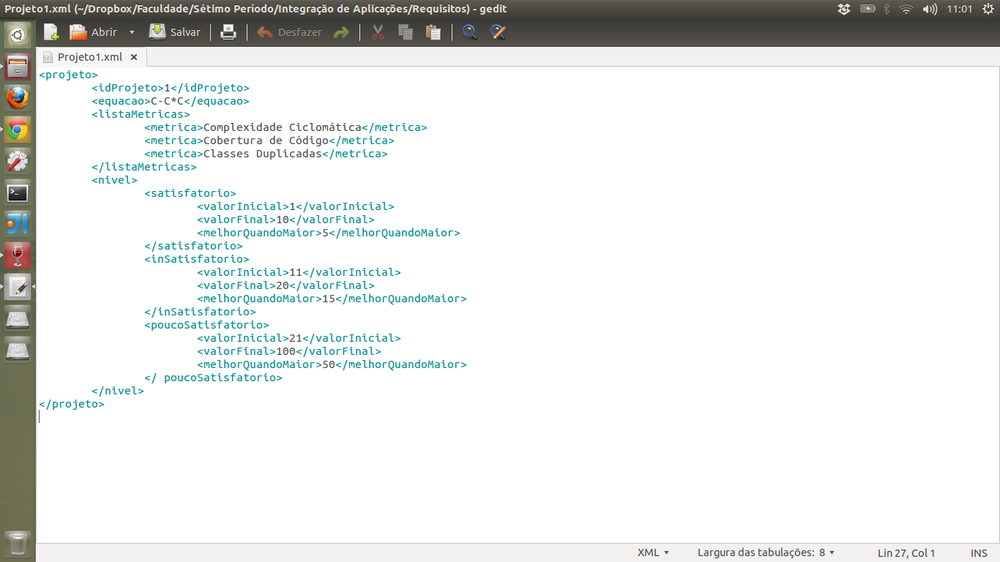 Projeto1.xml (~/Dropbox/Faculdade/Sétimo Período/Integração de Aplicações/Requisitos) - gedit
11:01
Abrir
Salvar
Desfazer
Projeto1.xml
<projeto>
<idProjeto>1</idProjeto>
<equacao>C-C*C</equacao>
<listaMetricas>
<metrica>Complexidade Ciclomática</metrica>
<metrica>Cobertura de Código</metrica>
<metrica>Classes Duplicadas</metrica>
</listaMetricas>
<nivel>
<satisfatorio>
<valorInicial>1</valorInicial>
<valorFinal>10</valorFinal>
<melhorQuandoMaior>5</melhorQuandoMaior>
</satisfatorio>
<inSatisfatorio>
<valorInicial>11</valorInicial>
<valorFinal>20</valorFinal>
<melhorQuandoMaior>15</melhorQuandoMaior>
</inSatisfatorio>
<poucoSatisfatorio>
<valorInicial>21</valorInicial>
<valorFinal>100</valorFinal>
<melhorQuandoMaior>50</melhorQuandoMaior>
</ poucoSatisfatorio>
</nivel>
</projeto>
XML
Largura das tabulações: 8
Lin 27, Col 1
INS